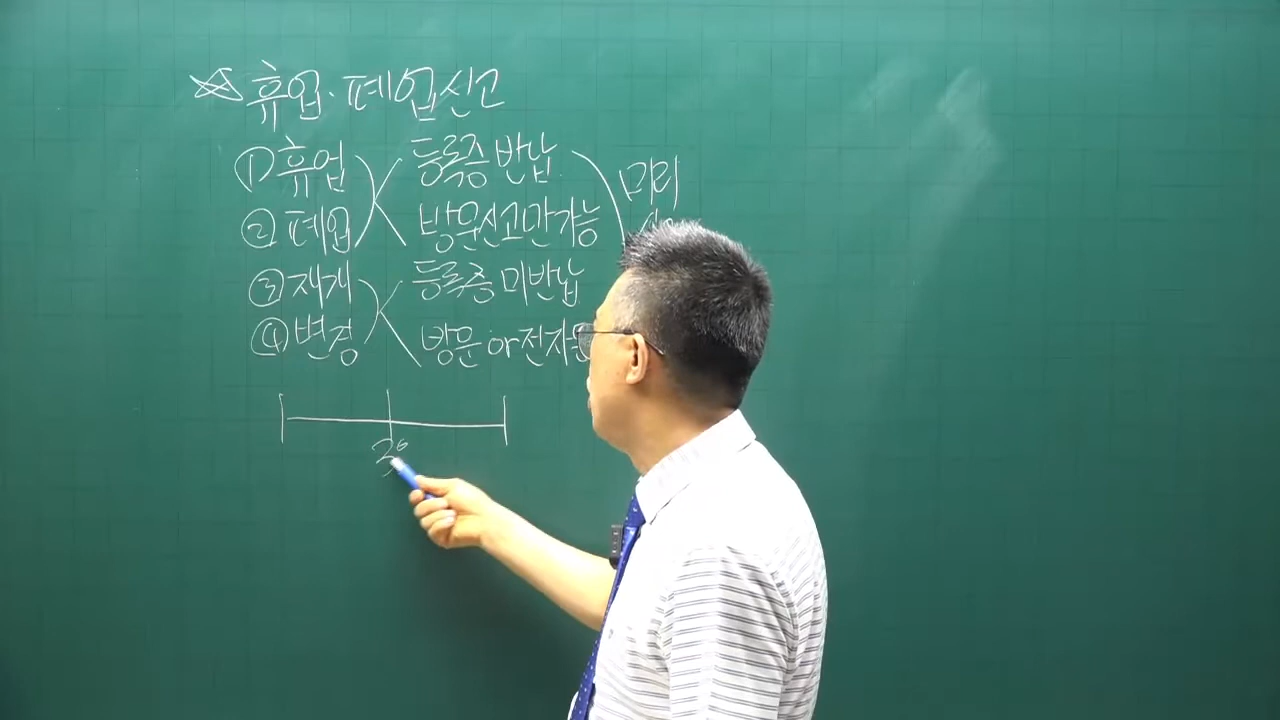 휴업·폐업신고
① 휴업 등록증 반납 미리
② 폐업 방문신고만 가능
③ 재개 등록증 미반납
④ 변경 방문 or 전자문